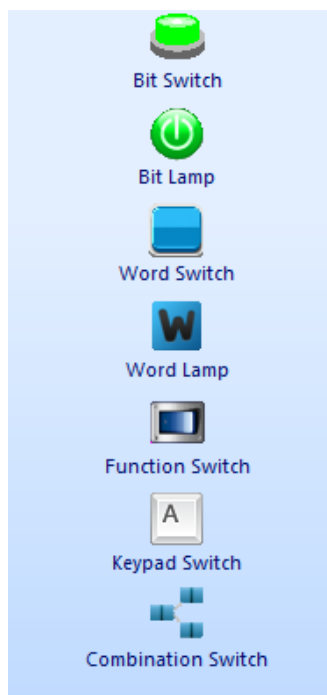 Bit Switch
Bit Lamp
Word Switch
W
Word Lamp
Function Switch
A
Keypad Switch
Combination Switch